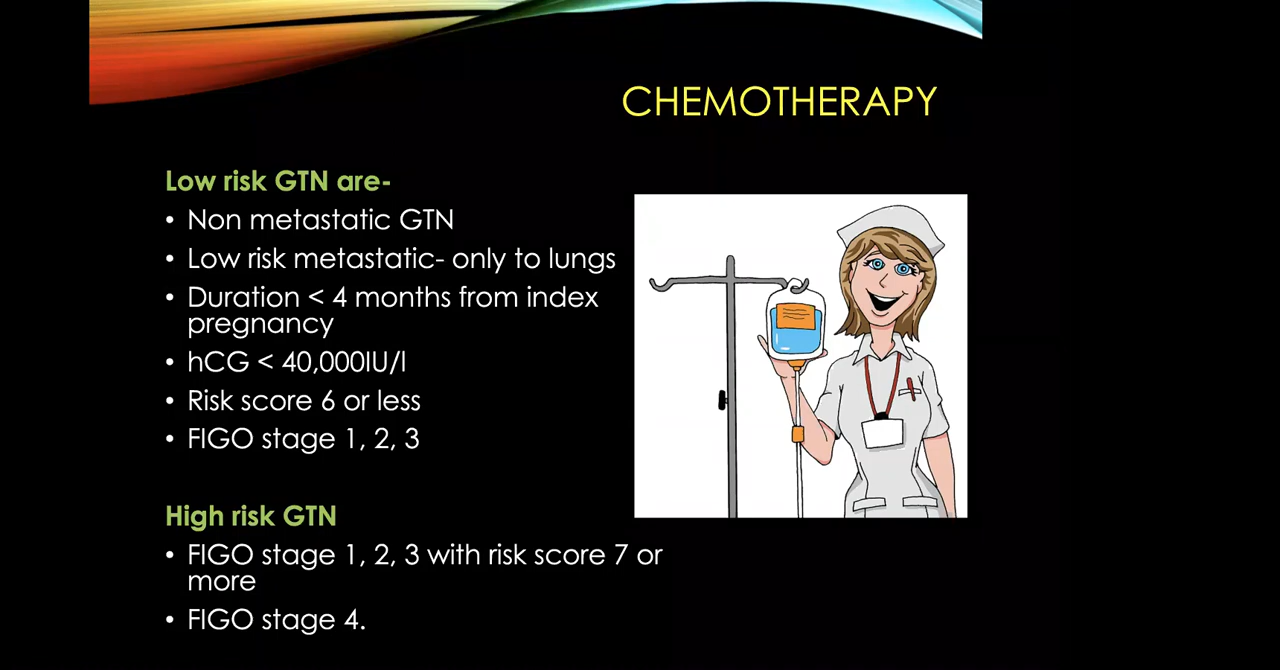 CHEMOTHERAPY
Low risk GTN are-
• Non metastatic GTN
• Low risk metastatic- only to lungs
• Duration < 4 months from index
pregnancy
• hCG < 40,000IU/l
• Risk score 6 or less
• FIGO stage 1, 2, 3
High risk GTN
• FIGO stage 1, 2, 3 with risk score 7 or
more
• FIGO stage 4.